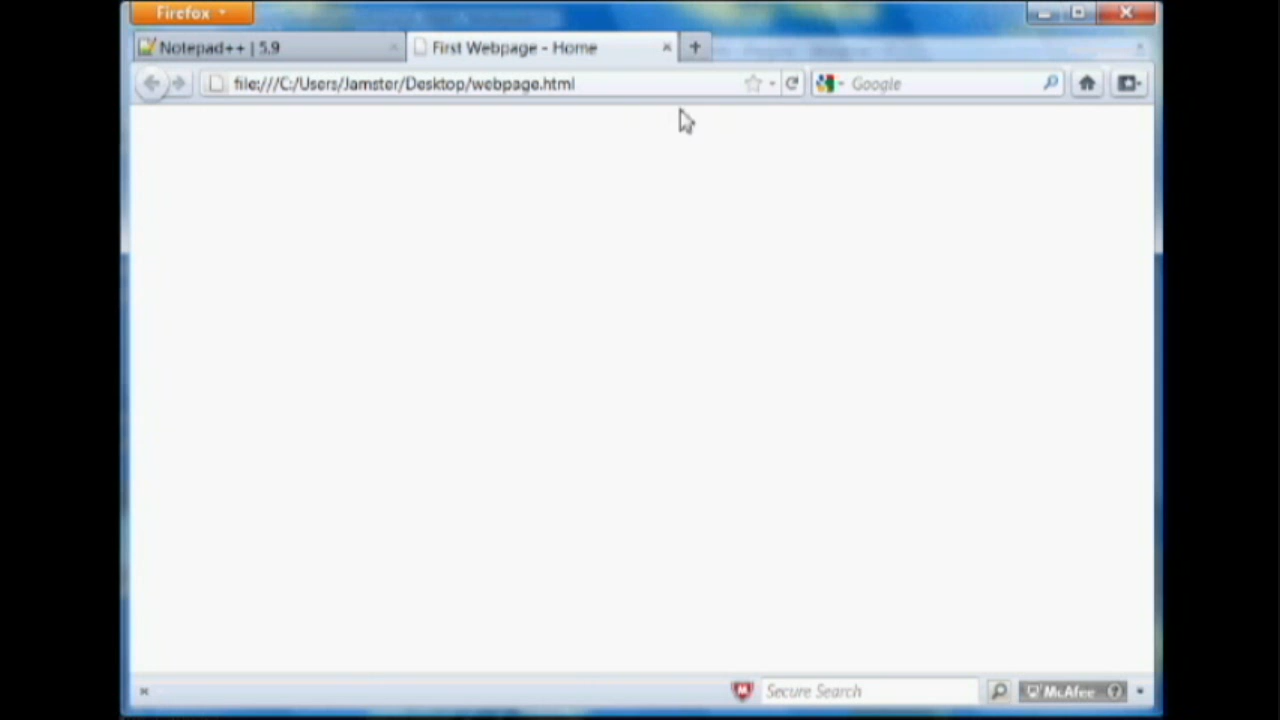 Firefox
Notepad++ | 5.9
First Webpage - Home
file:///C:/Users/Jamster/Desktop/webpage.html
Google
Secure Search
McAfee